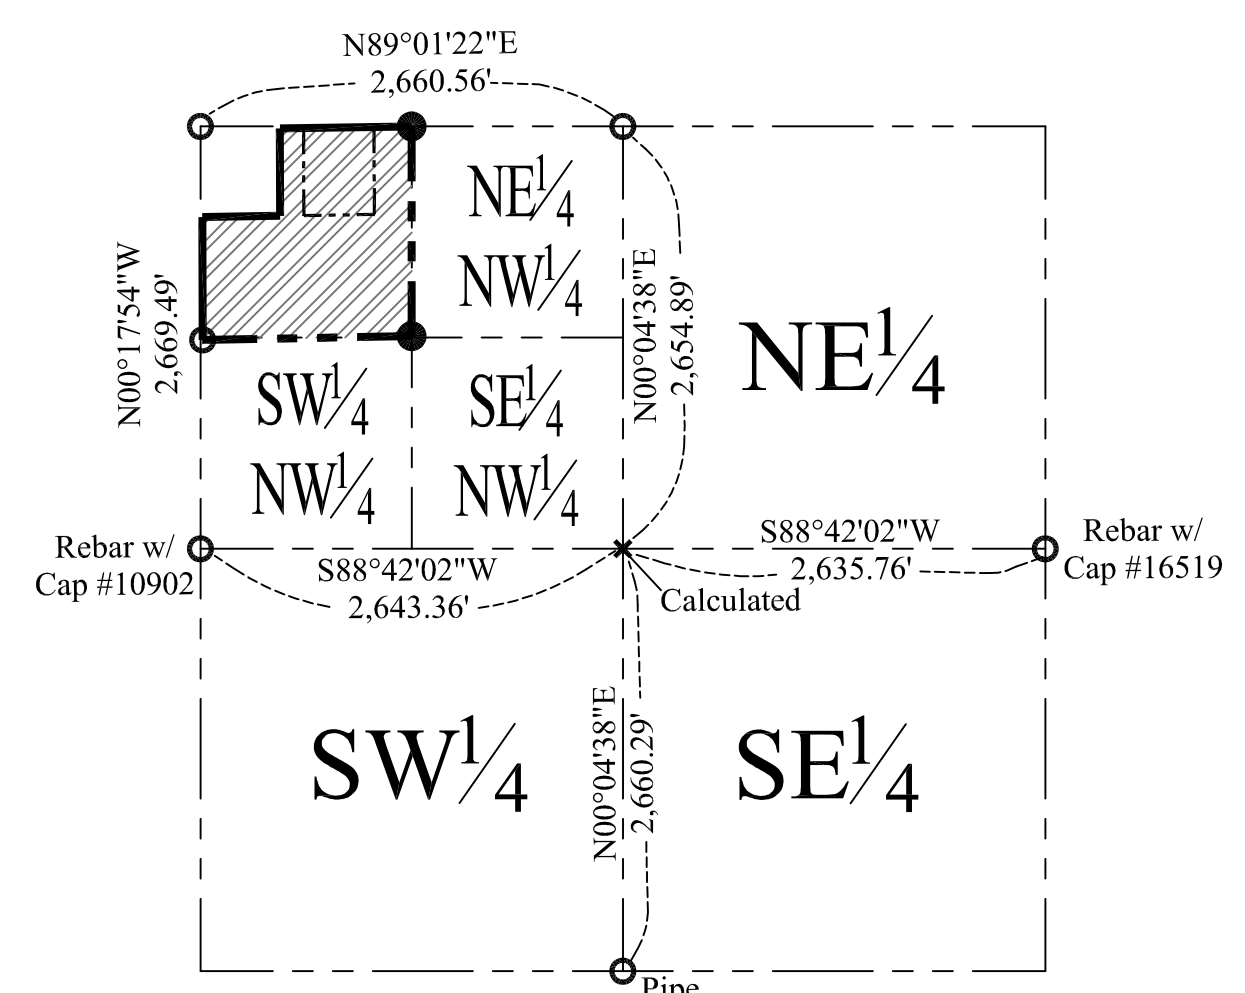 N89°01'22"E
2,660.56'
NE1/4
NW1/4
N00°17'54"W
2,669.49'
N00°04'38"E
2,654.89'
NE1/4
SW1/4
NW1/4
SE1/4
NW1/4
Rebar w/
Cap #10902
S88°42'02"W
2,643.36'
S88°42'02"W
2,635.76'
Rebar w/
Cap #16519
Calculated
N00°04'38"E
2,660.29'
SW1/4
SE1/4
Pipe